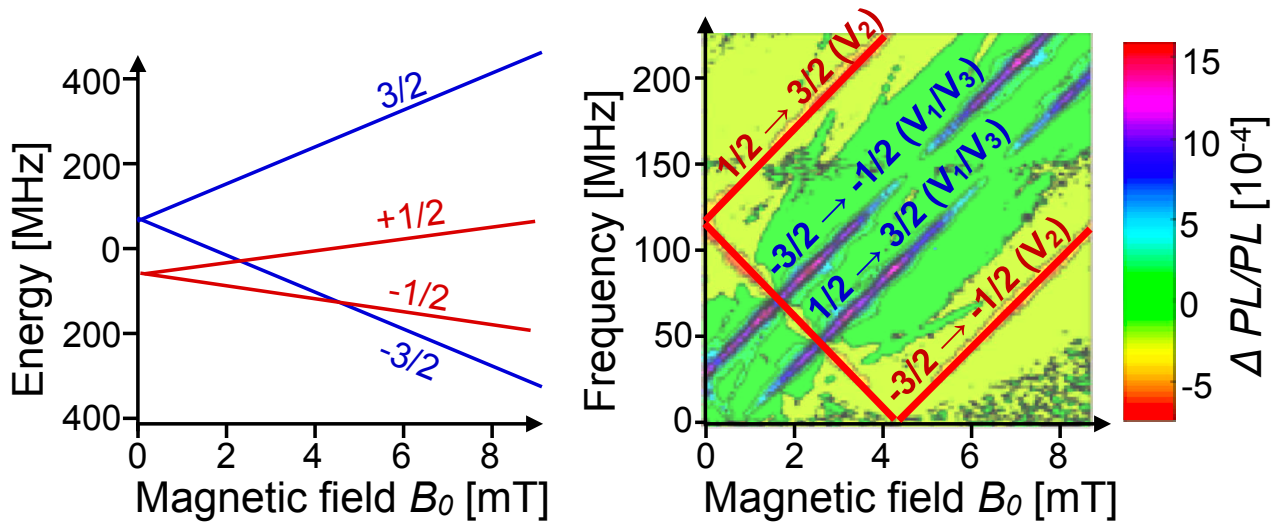 400
200
0
200
400
Energy [MHz]
3/2
+1/2
-1/2
-3/2
0 2 4 6 8
Magnetic field B₀ [mT]
200
150
100
50
0
Frequency [MHz]
1/2 → 3/2 (V₂)
-3/2 → -1/2 (V₁/V₃)
1/2 → 3/2 (V₁/V₃)
-3/2 → -1/2 (V₂)
0 2 4 6 8
Magnetic field B₀ [mT]
15
10
5
0
-5
Δ PL/PL [10⁻⁴]